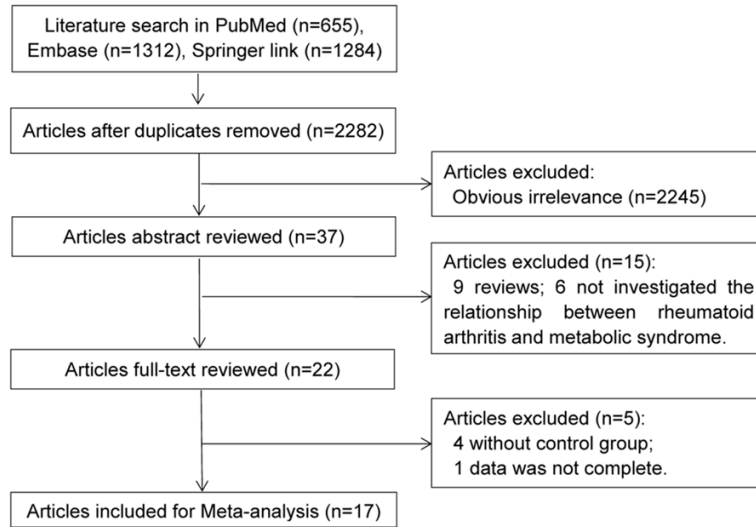 Literature search in PubMed (n=655),
Embase (n=1312), Springer link (n=1284)
Articles after duplicates removed (n=2282)
Articles excluded:
Obvious irrelevance (n=2245)
Articles abstract reviewed (n=37)
Articles excluded (n=15):
9 reviews; 6 not investigated the
relationship between rheumatoid
arthritis and metabolic syndrome.
Articles full-text reviewed (n=22)
Articles excluded (n=5):
4 without control group;
1 data was not complete.
Articles included for Meta-analysis (n=17)